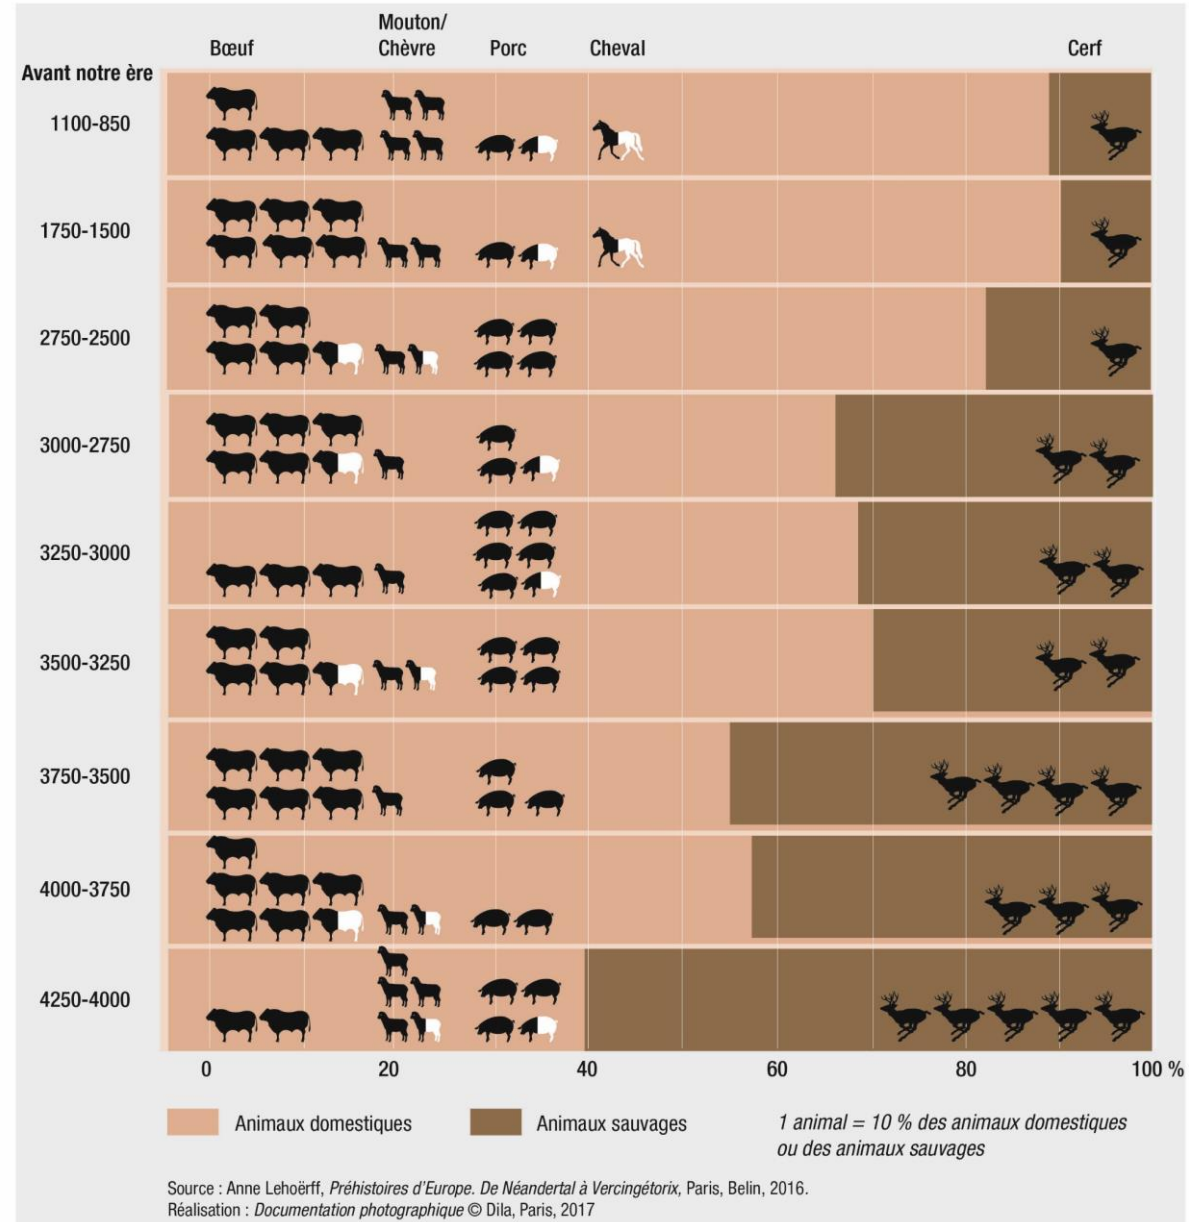 Bœuf
Mouton/
Chèvre
Porc
Cheval
Cerf
Avant notre ère
1100-850
1750-1500
2750-2500
3000-2750
3250-3000
3500-3250
3750-3500
4000-3750
4250-4000
0 20 40 60 80 100 %
Animaux domestiques
Animaux sauvages
1 animal = 10 % des animaux domestiques
ou des animaux sauvages
Source : Anne Lehoërff, Préhistoires d’Europe. De Néandertal à Vercingétorix, Paris, Belin, 2016.
Réalisation : Documentation photographique © Dila, Paris, 2017